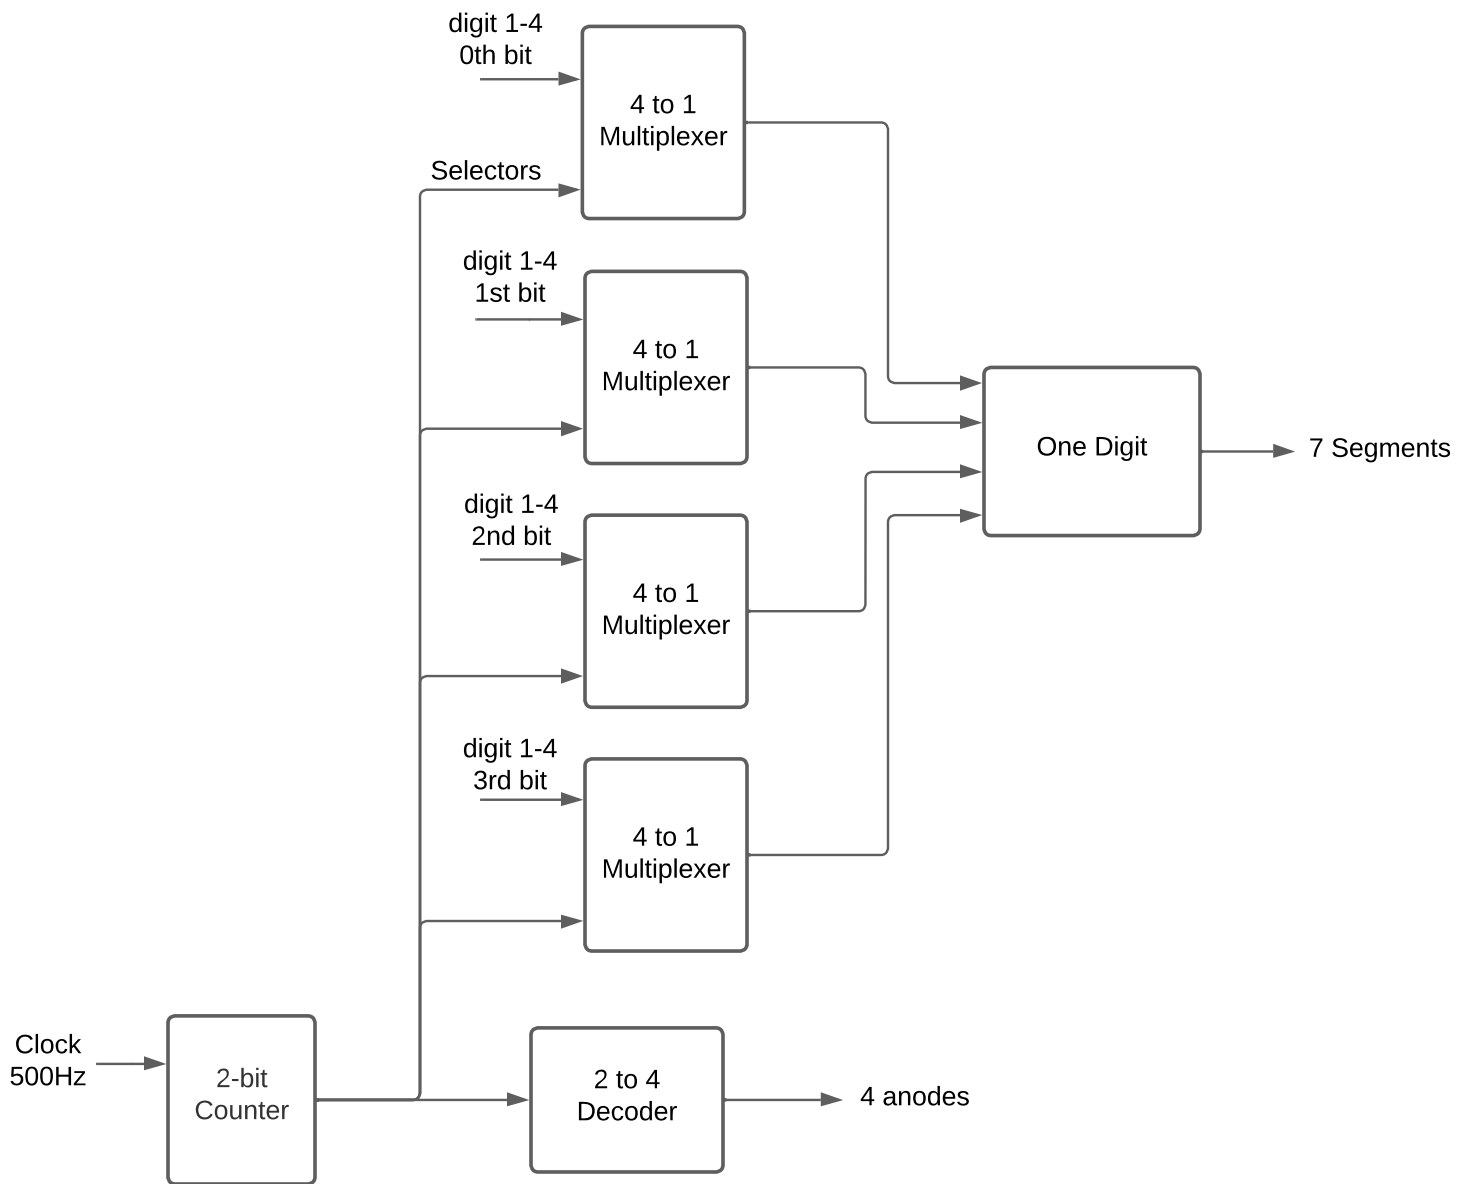 digit 1-4
0th bit
4 to 1
Multiplexer
Selectors
digit 1-4
1st bit
4 to 1
Multiplexer
One Digit
7 Segments
digit 1-4
2nd bit
4 to 1
Multiplexer
digit 1-4
3rd bit
4 to 1
Multiplexer
Clock
500Hz
2-bit
Counter
2 to 4
Decoder
4 anodes